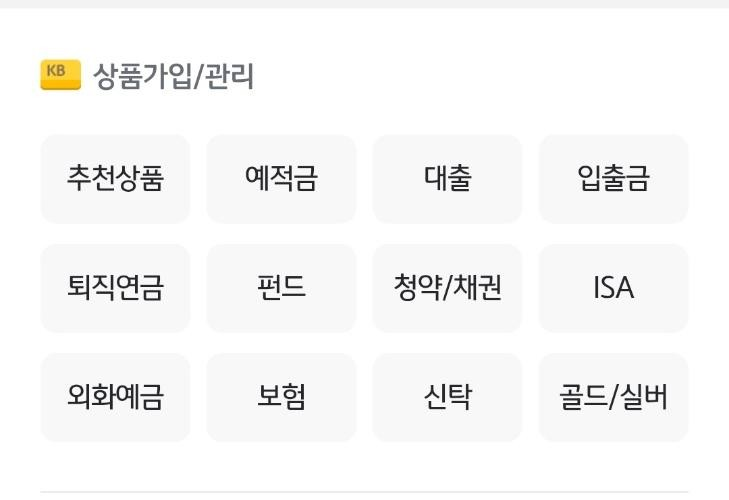 KB 상품가입/관리
추천상품 예적금 대출 입출금
퇴직연금 펀드 청약/채권 ISA
외화예금 보험 신탁 골드/실버